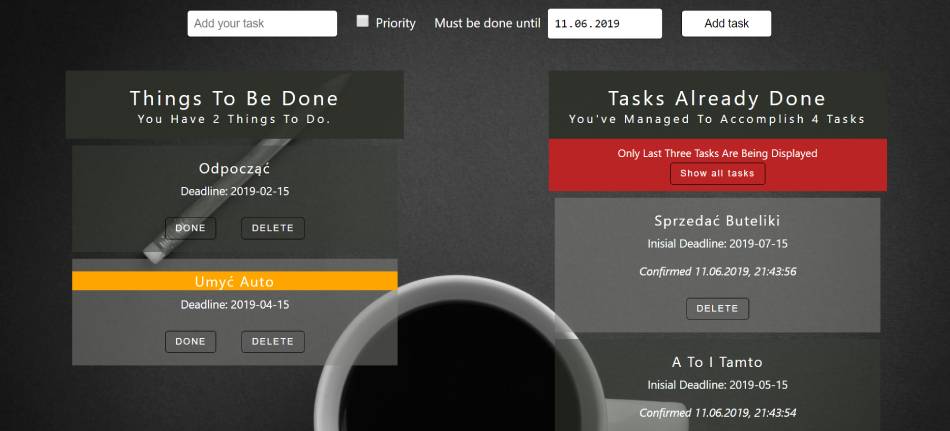 Add your task
Priority
Must be done until
11.06.2019
Add task
Things To Be Done
You Have 2 Things To Do.
Odpocząć
Deadline: 2019-02-15
DONE
DELETE
Umyć Auto
Deadline: 2019-04-15
DONE
DELETE
Tasks Already Done
You've Managed To Accomplish 4 Tasks
Only Last Three Tasks Are Being Displayed
Show all tasks
Sprzedać Buteliki
Inisial Deadline: 2019-07-15
Confirmed 11.06.2019, 21:43:56
DELETE
A To I Tamto
Inisial Deadline: 2019-05-15
Confirmed 11.06.2019, 21:43:54